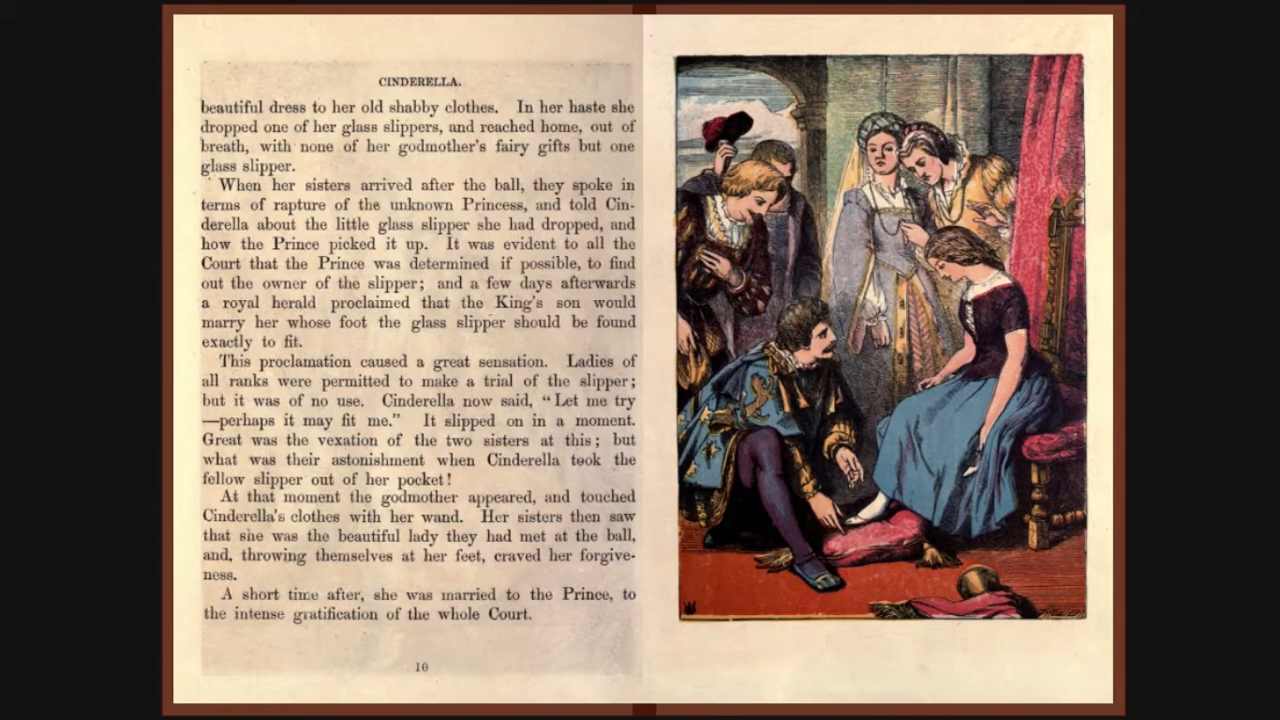 CINDERELLA.
beautiful dress to her old shabby clothes. In her haste she
dropped one of her glass slippers, and reached home, out of
breath, with none of her godmother's fairy gifts but one
glass slipper.
When her sisters arrived after the ball, they spoke in
terms of rapture of the unknown Princess, and told Cin-
derella about the little glass slipper she had dropped, and
how the Prince picked it up. It was evident to all the
Court that the Prince was determined if possible, to find
out the owner of the slipper; and a few days afterwards
a royal herald proclaimed that the King's son would
marry her whose foot the glass slipper should be found
exactly to fit.
This proclamation caused a great sensation. Ladies of
all ranks were permitted to make a trial of the slipper;
but it was of no use. Cinderella now said, "Let me try
—perhaps it may fit me." It slipped on in a moment.
Great was the vexation of the two sisters at this; but
what was their astonishment when Cinderella took the
fellow slipper out of her pocket!
At that moment the godmother appeared, and touched
Cinderella's clothes with her wand. Her sisters then saw
that she was the beautiful lady they had met at the ball,
and, throwing themselves at her feet, craved her forgive-
ness.
A short time after, she was married to the Prince, to
the intense gratification of the whole Court.
10